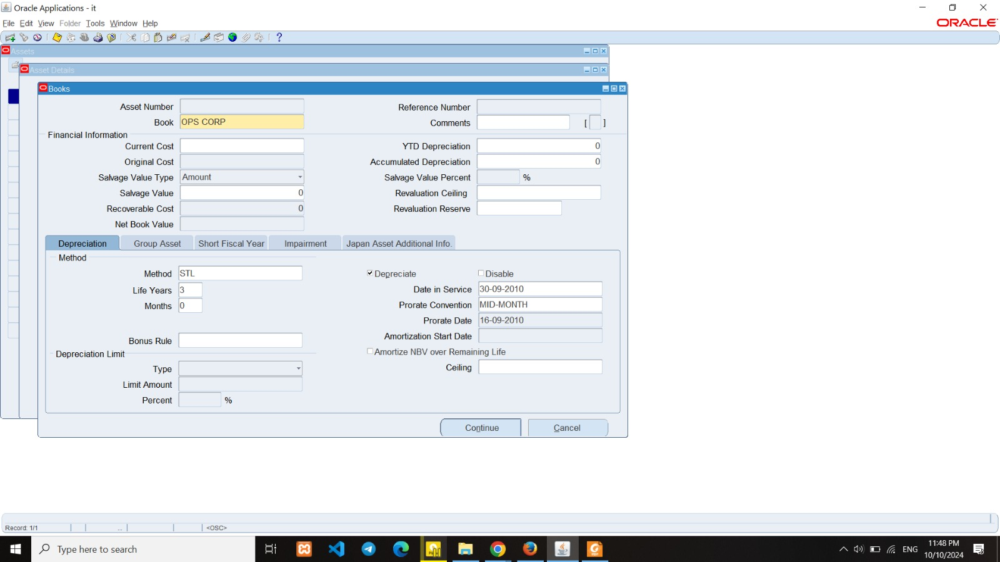 Oracle Applications - it
File Edit View Folder Tools Window Help
ORACLE
Assets
Asset Details
Books
Asset Number
Reference Number
Book OPS CORP
Comments [ ]
Financial Information
Current Cost
YTD Depreciation 0
Original Cost
Accumulated Depreciation 0
Salvage Value Type Amount
Salvage Value Percent %
Salvage Value 0
Revaluation Ceiling
Recoverable Cost 0
Revaluation Reserve
Net Book Value
Depreciation Group Asset Short Fiscal Year Impairment Japan Asset Additional Info.
Method
Method STL
Depreciate Disable
Life Years 3
Date in Service 30-09-2010
Months 0
Prorate Convention MID-MONTH
Prorate Date 16-09-2010
Amortization Start Date
Bonus Rule
Amortize NBV over Remaining Life
Depreciation Limit
Type
Ceiling
Limit Amount
Percent %
Continue Cancel
Record: 1/1 ... <OSC>
Type here to search
ENG
11:48 PM
10/10/2024